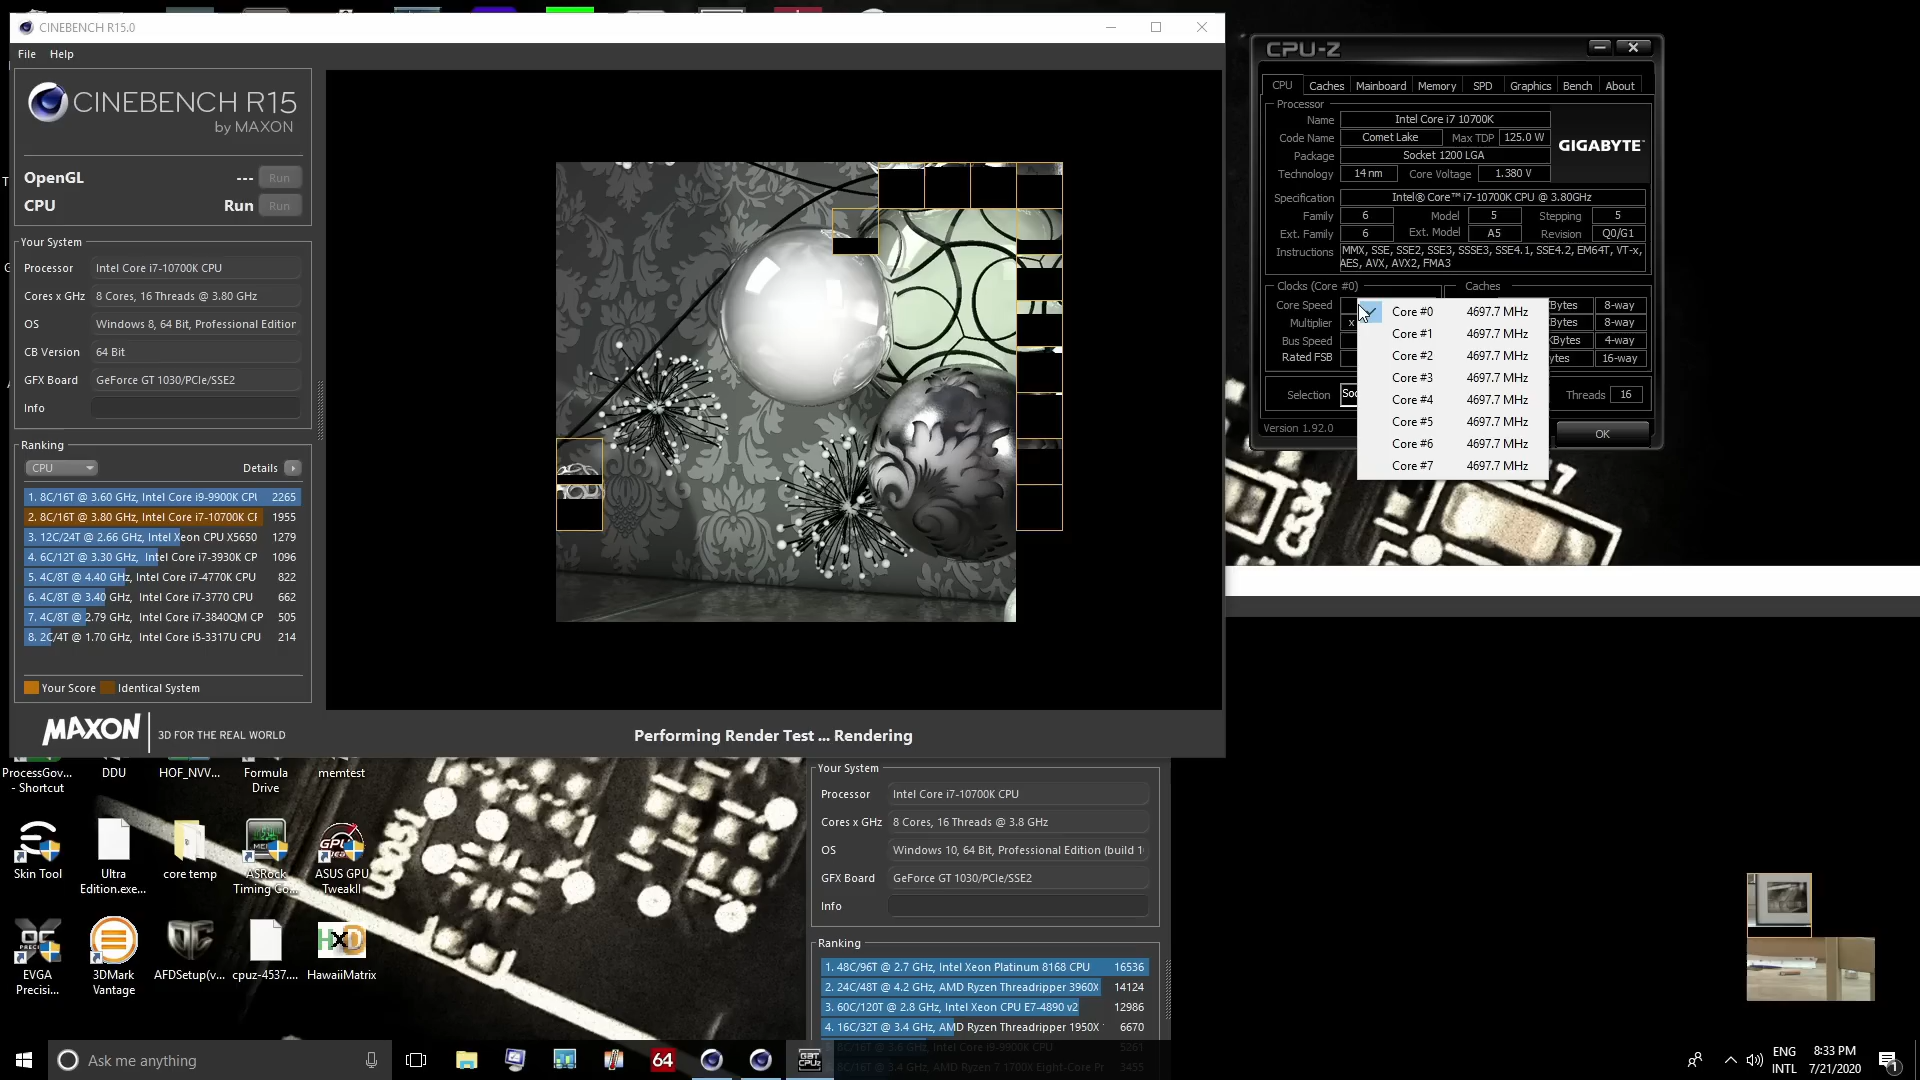 CINEBENCH R15.0
File Help
CINEBENCH R15
by MAXON
OpenGL --- Run
CPU Run Run
Your System
Processor Intel Core i7-10700K CPU
Cores x GHz 8 Cores, 16 Threads @ 3.80 GHz
OS Windows 8, 64 Bit, Professional Edition
CB Version 64 Bit
GFX Board GeForce GT 1030/PCIe/SSE2
Info
Ranking
CPU Details
1. 8C/16T @ 3.60 GHz, Intel Core i9-9900K CPU 2265
2. 8C/16T @ 3.80 GHz, Intel Core i7-10700K CP 1955
3. 12C/24T @ 2.66 GHz, Intel Xeon CPU X5650 1279
4. 6C/12T @ 3.30 GHz, Intel Core i7-3930K CP 1096
5. 4C/8T @ 4.40 GHz, Intel Core i7-4770K CPU 822
6. 4C/8T @ 3.40 GHz, Intel Core i7-3770 CPU 662
7. 4C/8T @ 2.79 GHz, Intel Core i7-3840QM CP 505
8. 2C/4T @ 1.70 GHz, Intel Core i5-3317U CPU 214
Your Score Identical System
MAXON 3D FOR THE REAL WORLD
Performing Render Test ... Rendering
CPU-Z
CPU Caches Mainboard Memory SPD Graphics Bench About
Processor
Name Intel Core i7 10700K
Code Name Comet Lake Max TDP 125.0 W
GIGABYTE
Package Socket 1200 LGA
Technology 14 nm Core Voltage 1.380 V
Specification Intel® Core™ i7-10700K CPU @ 3.80GHz
Family 6 Model 5 Stepping 5
Ext. Family 6 Ext. Model A5 Revision Q0/G1
Instructions MMX, SSE, SSE2, SSE3, SSSE3, SSE4.1, SSE4.2, EM64T, VT-x,
AES, AVX, AVX2, FMA3
Clocks (Core #0) Caches
Core Speed Bytes 8-way
Multiplier x Bytes 8-way
Bus Speed KBytes 4-way
Rated FSB ytes 16-way
Selection Soc Threads 16
Version 1.92.0 OK
Core #0 4697.7 MHz
Core #1 4697.7 MHz
Core #2 4697.7 MHz
Core #3 4697.7 MHz
Core #4 4697.7 MHz
Core #5 4697.7 MHz
Core #6 4697.7 MHz
Core #7 4697.7 MHz
ProcessGov...
- Shortcut
DDU
HOF_NVV...
Formula
Drive
memtest
Skin Tool
Ultra
Edition.exe...
core temp
ASRock
Timing Co...
ASUS GPU
TweakII
EVGA
Precisi...
3DMark
Vantage
AFDSetup(v...
cpuz-4537....
HawaiiMatrix
Your System
Processor Intel Core i7-10700K CPU
Cores x GHz 8 Cores, 16 Threads @ 3.8 GHz
OS Windows 10, 64 Bit, Professional Edition (build 1
GFX Board GeForce GT 1030/PCIe/SSE2
Info
Ranking
1. 48C/96T @ 2.7 GHz, Intel Xeon Platinum 8168 CPU 16536
2. 24C/48T @ 4.2 GHz, AMD Ryzen Threadripper 3960X 14124
3. 60C/120T @ 2.8 GHz, Intel Xeon CPU E7-4890 v2 12986
4. 16C/32T @ 3.4 GHz, AMD Ryzen Threadripper 1950X 6670
Ask me anything
64
ENG
INTL
8:33 PM
7/21/2020
1